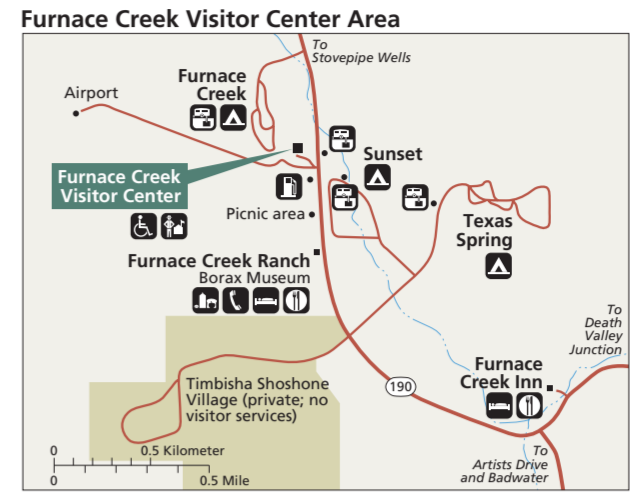 Furnace Creek Visitor Center Area
To
Stovepipe Wells
Furnace
Creek
Airport
Sunset
Furnace Creek
Visitor Center
Picnic area
Texas
Spring
Furnace Creek Ranch
Borax Museum
To
Death
Valley
Junction
Furnace
Creek Inn
190
Timbisha Shoshone
Village (private; no
visitor services)
0 0.5 Kilometer
0 0.5 Mile
To
Artists Drive
and Badwater